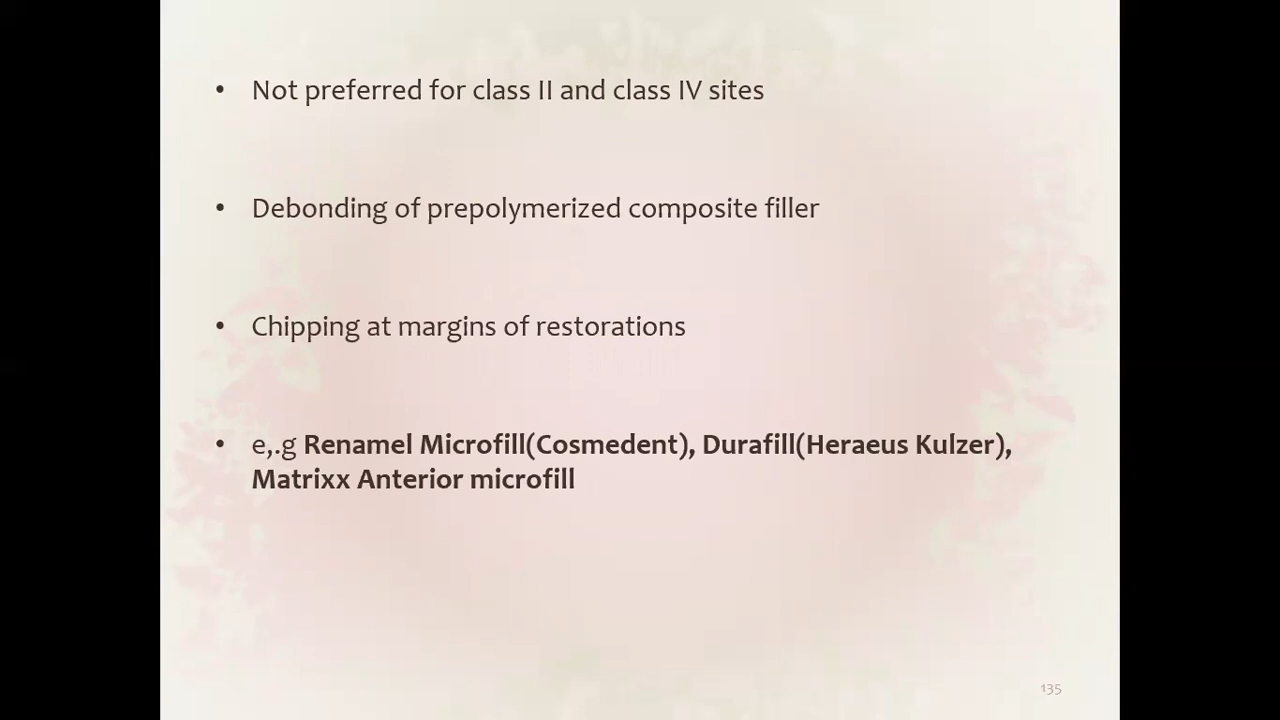 • Not preferred for class II and class IV sites
• Debonding of prepolymerized composite filler
• Chipping at margins of restorations
• e,.g Renamel Microfill(Cosmedent), Durafill(Heraeus Kulzer),
Matrixx Anterior microfill
135